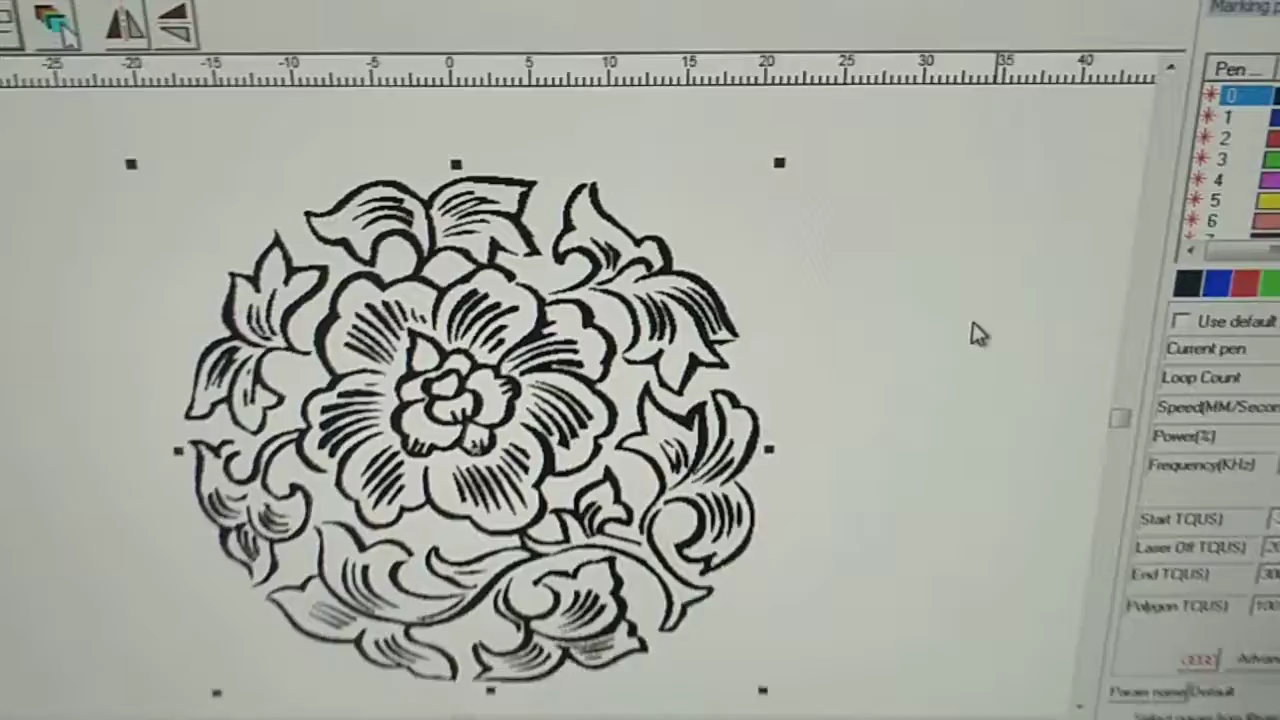 Marking p
-25 -20 -15 -10 -5 0 5 10 15 20 25 30 35 40
Pen ...
0
1
2
3
4
5
6
Use default
Current pen
Loop Count
Speed(MM/Secon
Power(%)
Frequency(KHz)
Start TC(US)
Laser Off TC(US)
End TC(US)
Polygon TC(US)
Advan
Param name Default